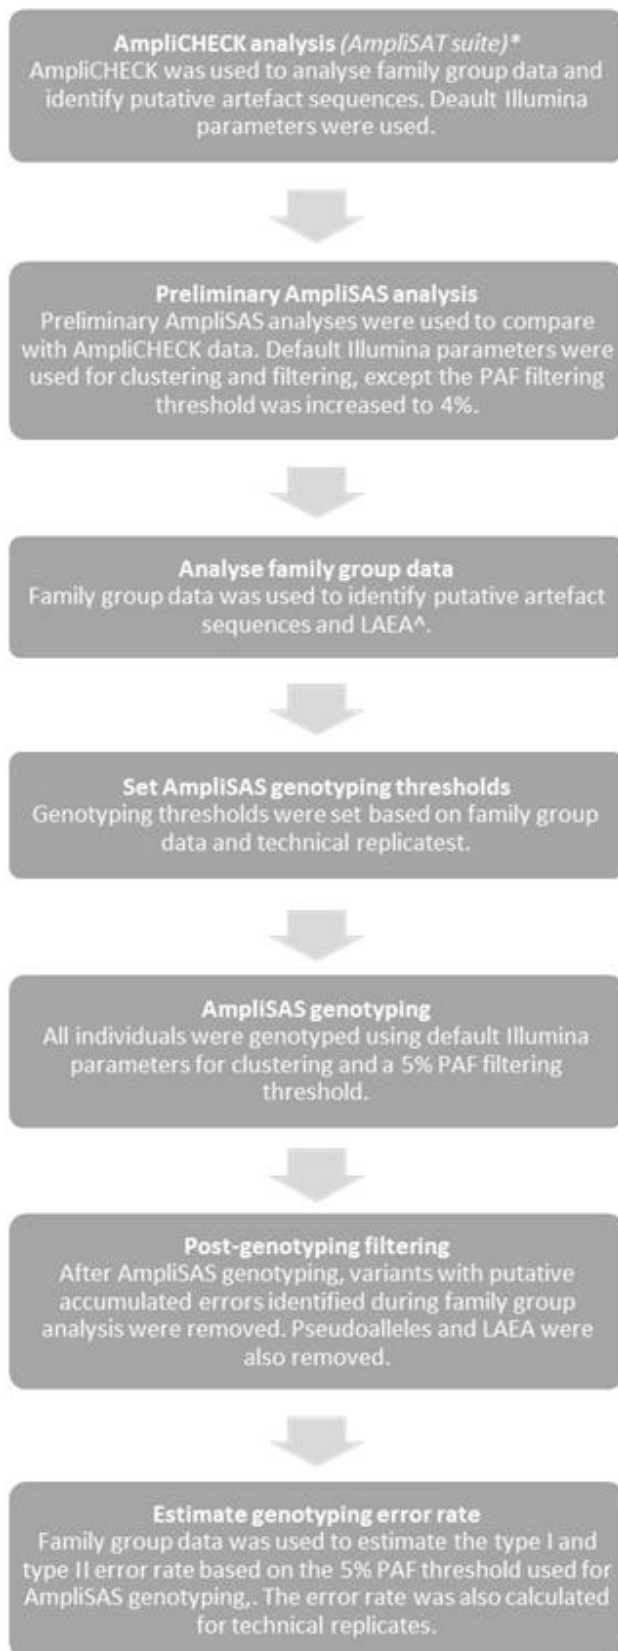 AmpliCHECK analysis (AmpliSAT suite)*
AmpliCHECK was used to analyse family group data and
identify putative artefact sequences. Deault Illumina
parameters were used.
Preliminary AmpliSAS analysis
Preliminary AmpliSAS analyses were used to compare
with AmpliCHECK data. Default Illumina parameters were
used for clustering and filtering, except the PAF filtering
threshold was increased to 4%.
Analyse family group data
Family group data was used to identify putative artefact
sequences and LAEA^.
Set AmpliSAS genotyping thresholds
Genotyping thresholds were set based on family group
data and technical replicatest.
AmpliSAS genotyping
All individuals were genotyped using default Illumina
parameters for clustering and a 5% PAF filtering
threshold.
Post-genotyping filtering
After AmpliSAS genotyping, variants with putative
accumulated errors identified during family group
analysis were removed. Pseudoalleles and LAEA were
also removed.
Estimate genotyping error rate
Family group data was used to estimate the type I and
type II error rate based on the 5% PAF threshold used for
AmpliSAS genotyping,. The error rate was also calculated
for technical replicates.